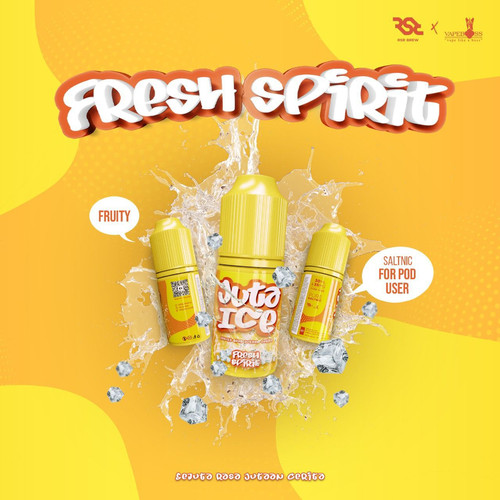 RSE
X
VAPEBOSS
FRESH SPIRIT
FRUITY
SALTNIC
FOR POD
USER
Juta
ICE
FRESH
SPIRIT
SEJUTA RASA JUTAAN CERITA